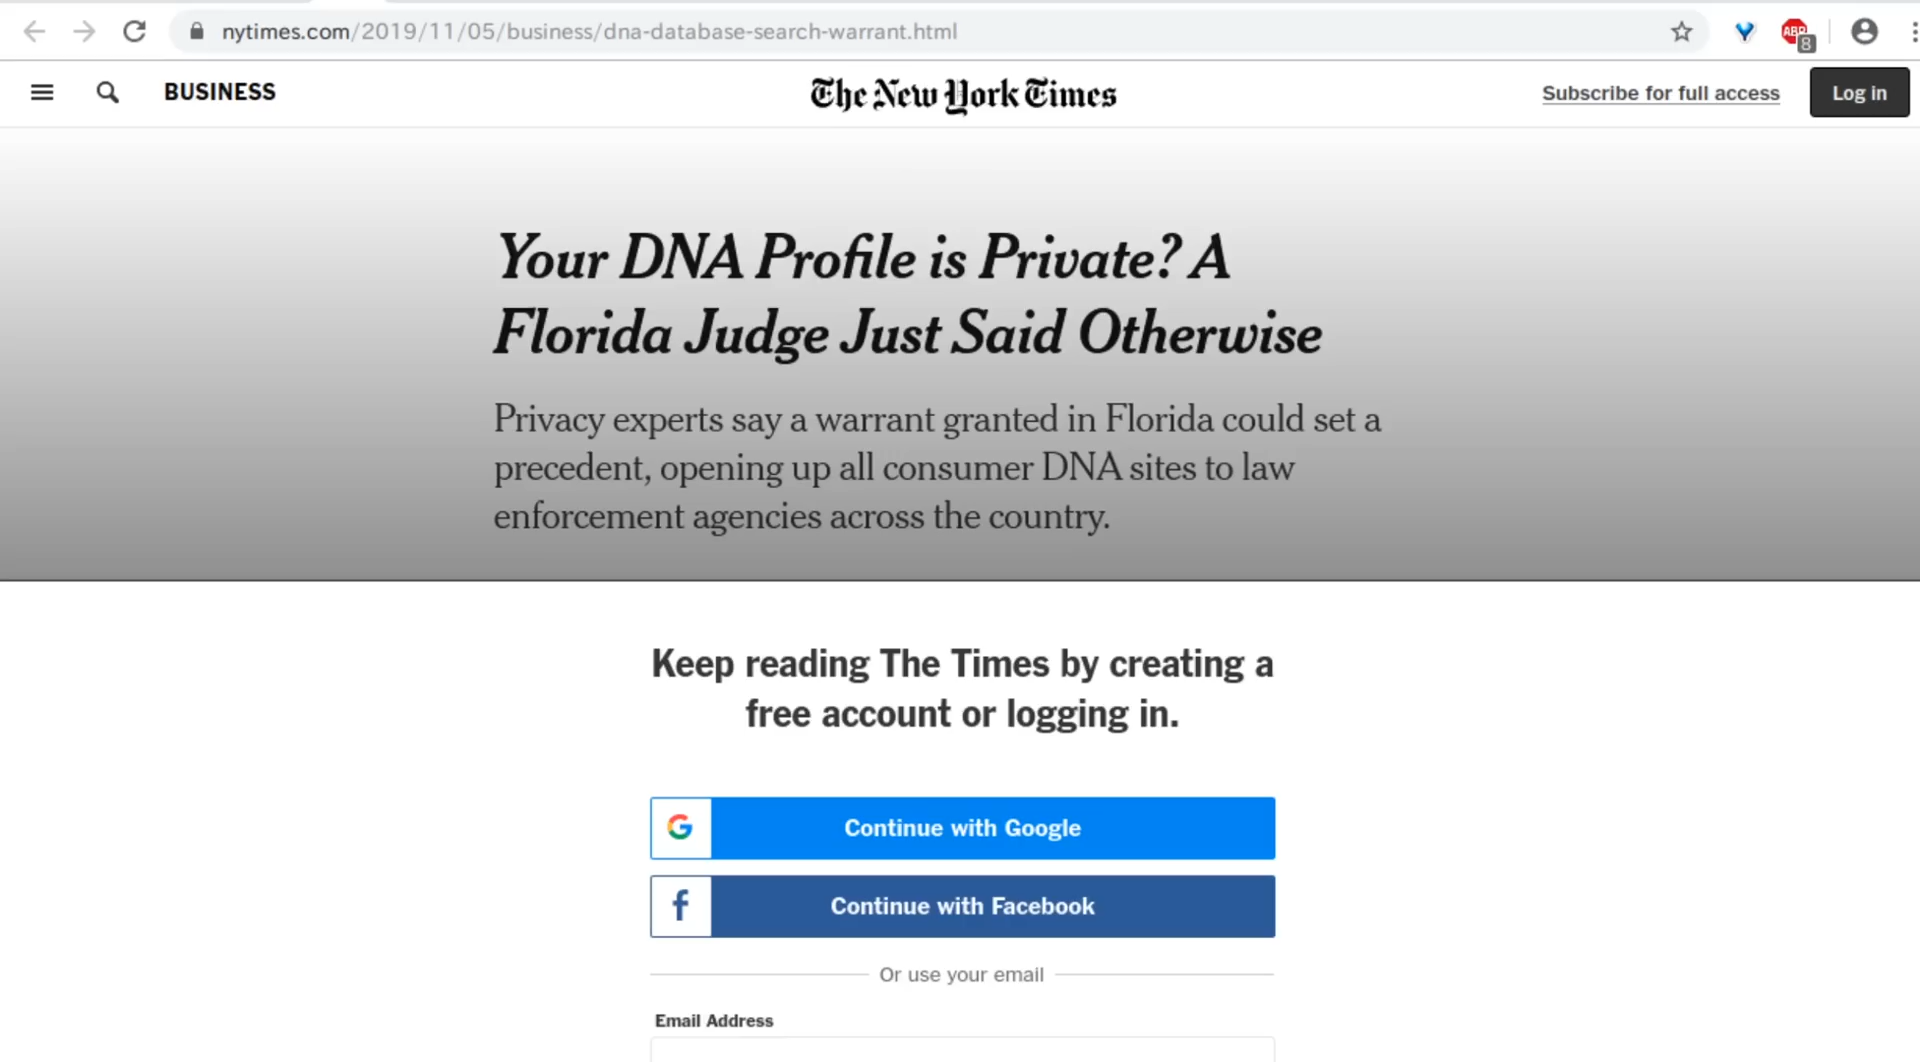 nytimes.com/2019/11/05/business/dna-database-search-warrant.html
ABP
8
BUSINESS
The New York Times
Subscribe for full access
Log in
Your DNA Profile is Private? A
Florida Judge Just Said Otherwise
Privacy experts say a warrant granted in Florida could set a
precedent, opening up all consumer DNA sites to law
enforcement agencies across the country.
Keep reading The Times by creating a
free account or logging in.
G
Continue with Google
f
Continue with Facebook
Or use your email
Email Address